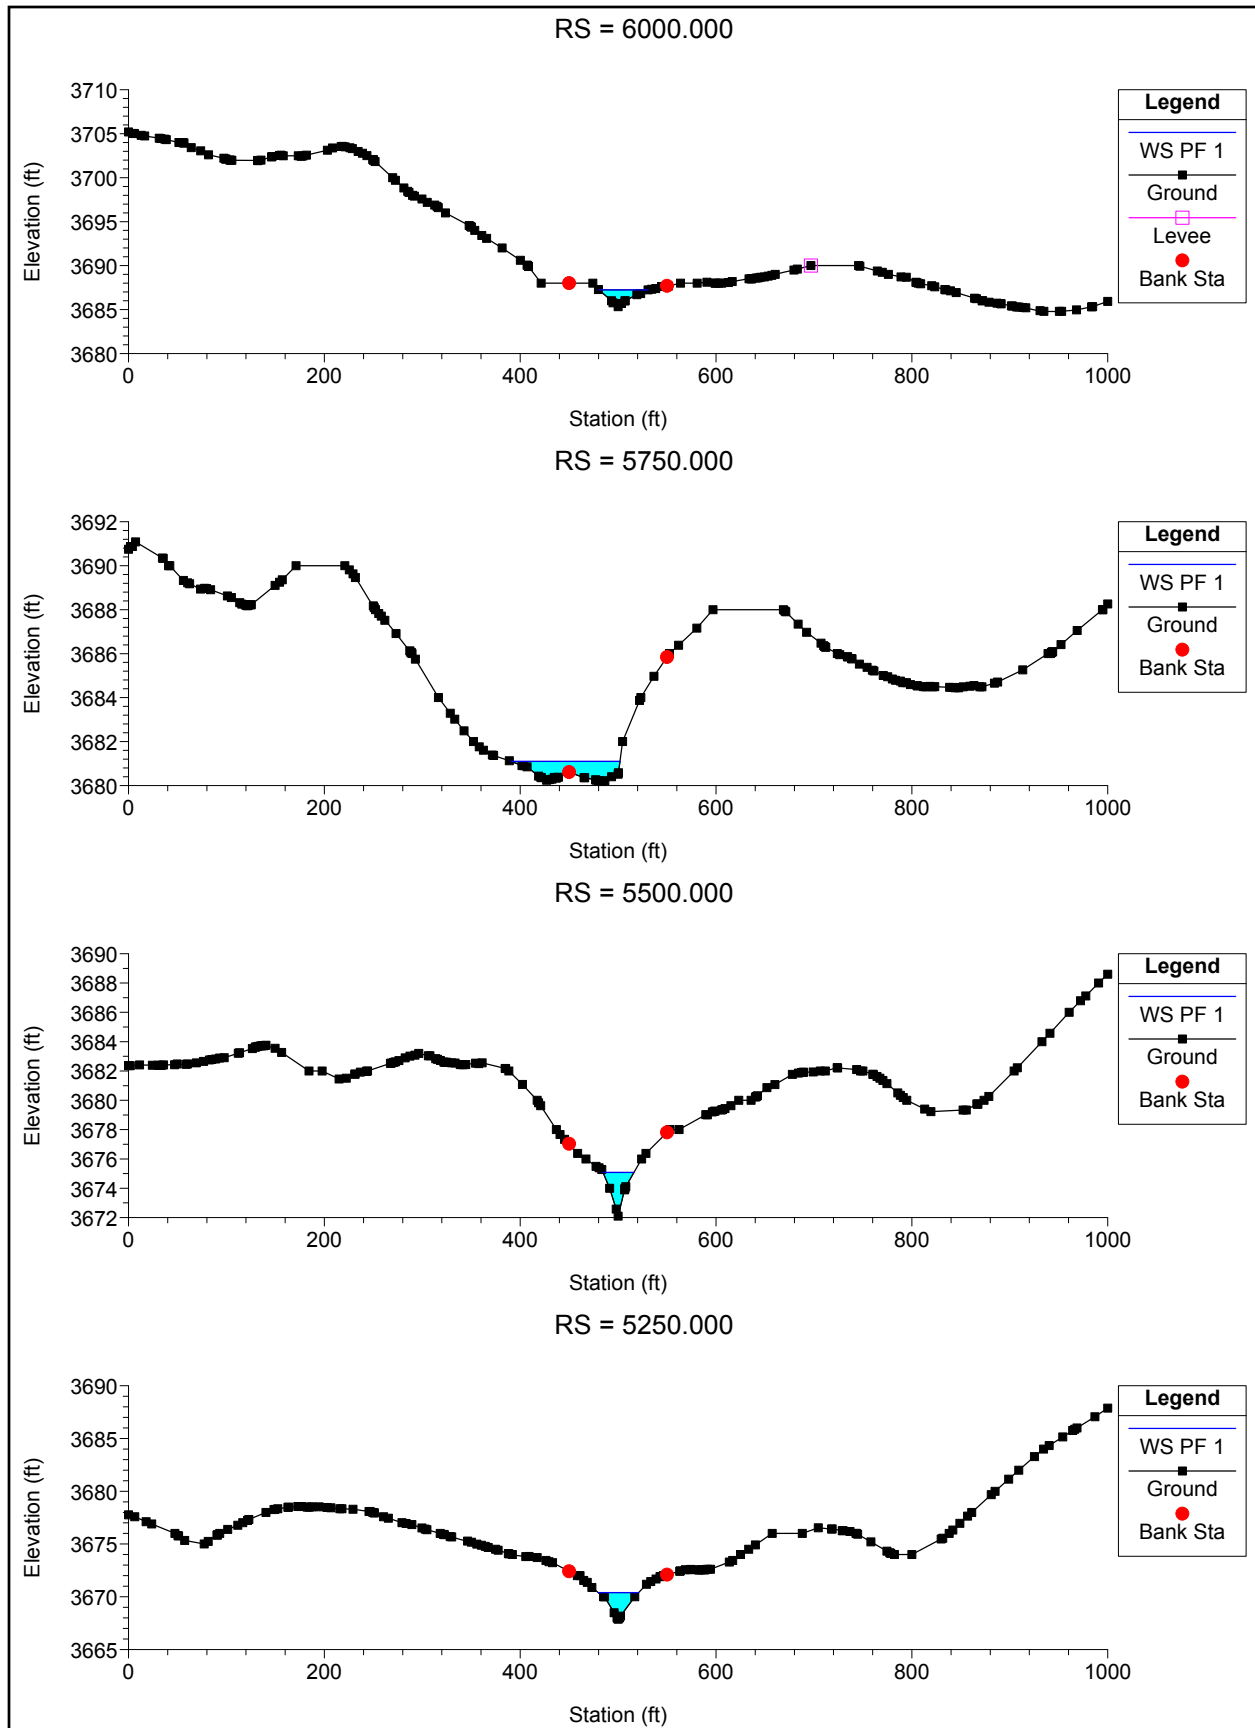 RS = 6000.000
Elevation (ft)
3710
3705
3700
3695
3690
3685
3680
0 200 400 600 800 1000
Station (ft)
Legend
WS PF 1
Ground
Levee
Bank Sta
RS = 5750.000
Elevation (ft)
3692
3690
3688
3686
3684
3682
3680
0 200 400 600 800 1000
Station (ft)
Legend
WS PF 1
Ground
Bank Sta
RS = 5500.000
Elevation (ft)
3690
3688
3686
3684
3682
3680
3678
3676
3674
3672
0 200 400 600 800 1000
Station (ft)
Legend
WS PF 1
Ground
Bank Sta
RS = 5250.000
Elevation (ft)
3690
3685
3680
3675
3670
3665
0 200 400 600 800 1000
Station (ft)
Legend
WS PF 1
Ground
Bank Sta